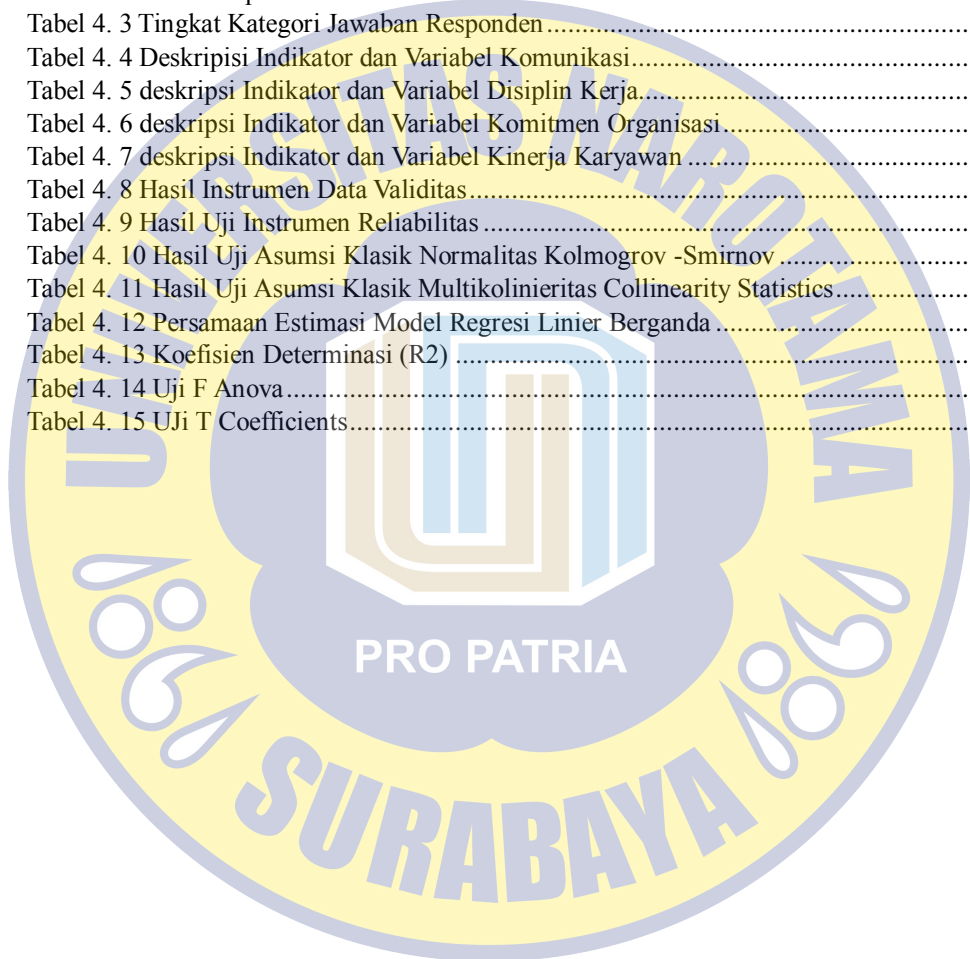 Tabel 4. 3 Tingkat Kategori Jawaban Responden
Tabel 4. 4 Deskripisi Indikator dan Variabel Komunikasi
Tabel 4. 5 deskripsi Indikator dan Variabel Disiplin Kerja
Tabel 4. 6 deskripsi Indikator dan Variabel Komitmen Organisasi
Tabel 4. 7 deskripsi Indikator dan Variabel Kinerja Karyawan
Tabel 4. 8 Hasil Instrumen Data Validitas
Tabel 4. 9 Hasil Uji Instrumen Reliabilitas
Tabel 4. 10 Hasil Uji Asumsi Klasik Normalitas Kolmogrov -Smirnov
Tabel 4. 11 Hasil Uji Asumsi Klasik Multikolinieritas Collinearity Statistics
Tabel 4. 12 Persamaan Estimasi Model Regresi Linier Berganda
Tabel 4. 13 Koefisien Determinasi (R2)
Tabel 4. 14 Uji F Anova
Tabel 4. 15 UJi T Coefficients
UNIVERSITAS NAROTAMA
PRO PATRIA
SURABAYA